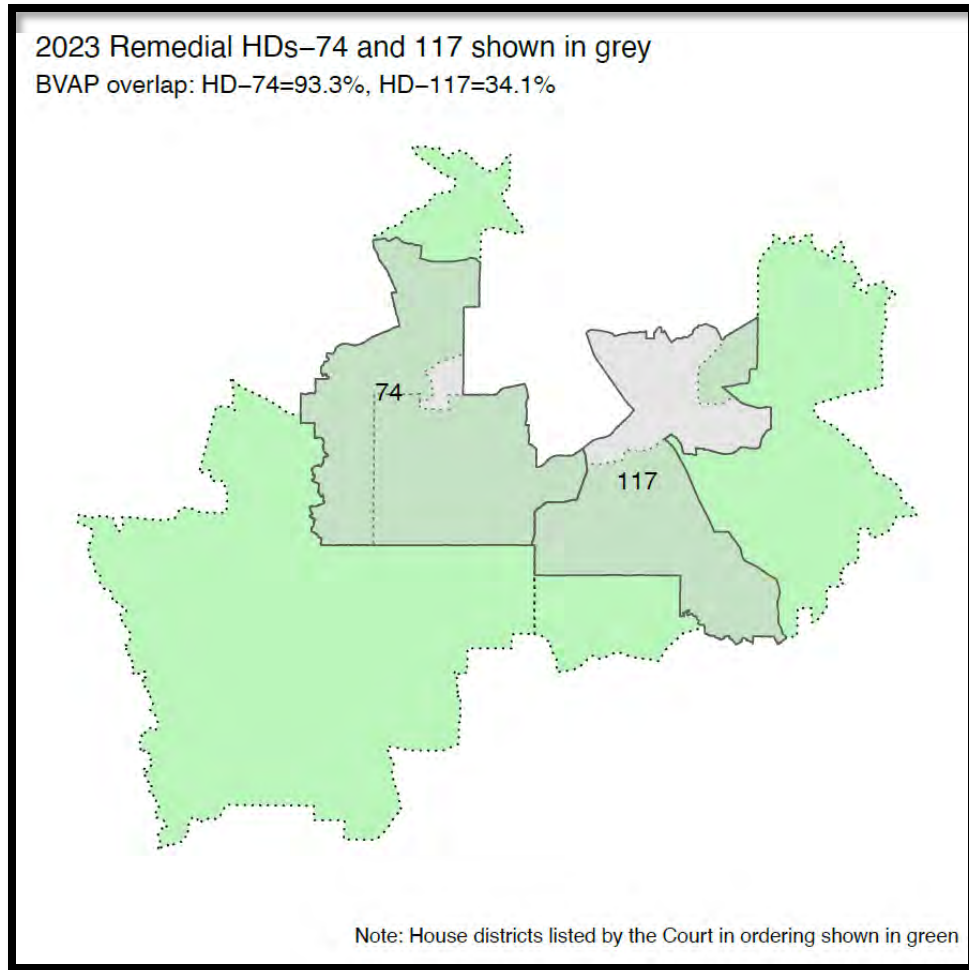 2023 Remedial HDs−74 and 117 shown in grey
BVAP overlap: HD−74=93.3%, HD−117=34.1%
74
117
Note: House districts listed by the Court in ordering shown in green